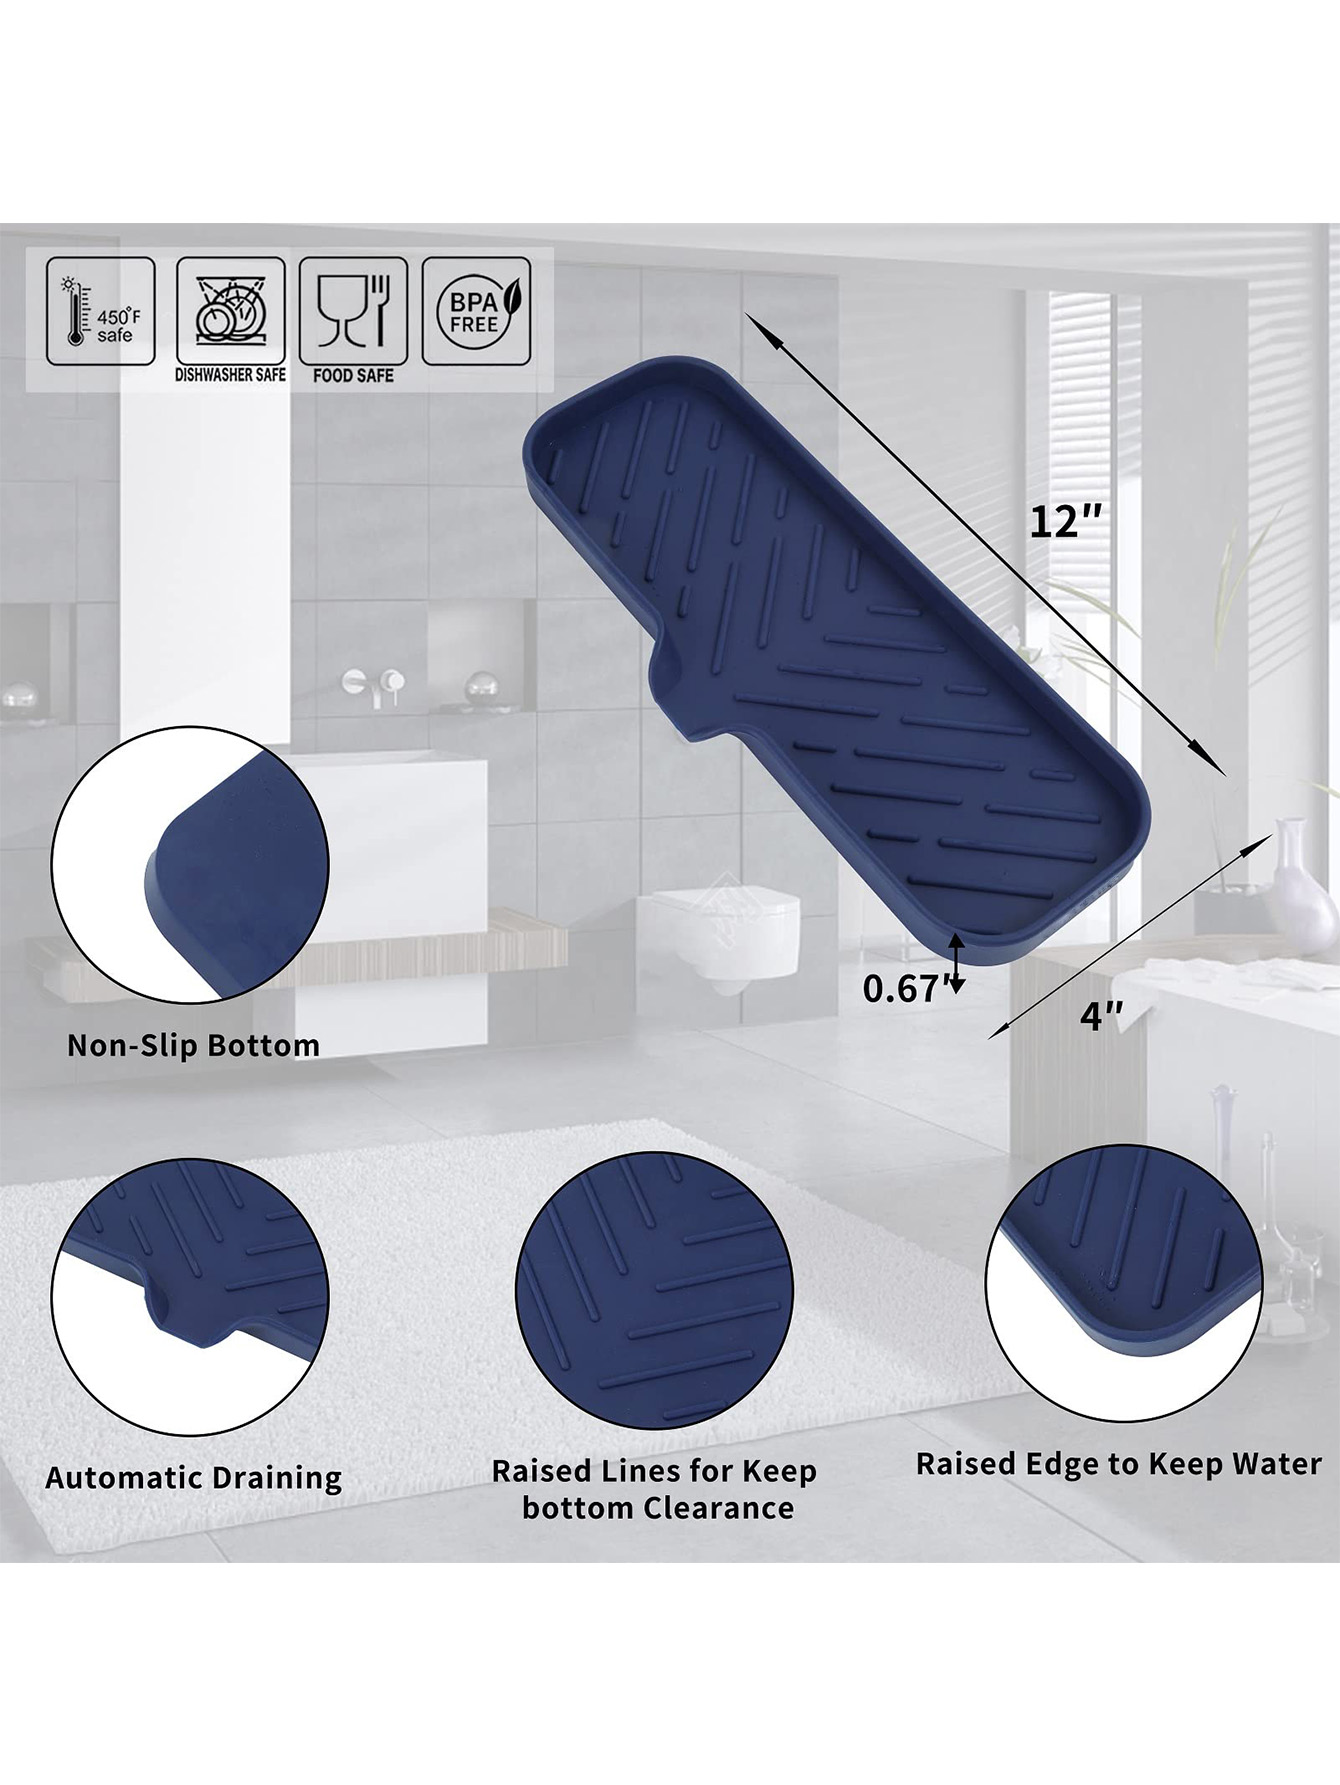 450°F
safe
DISHWASHER SAFE
FOOD SAFE
BPA
FREE
12"
0.67"
4"
Non-Slip Bottom
Automatic Draining
Raised Lines for Keep
bottom Clearance
Raised Edge to Keep Water